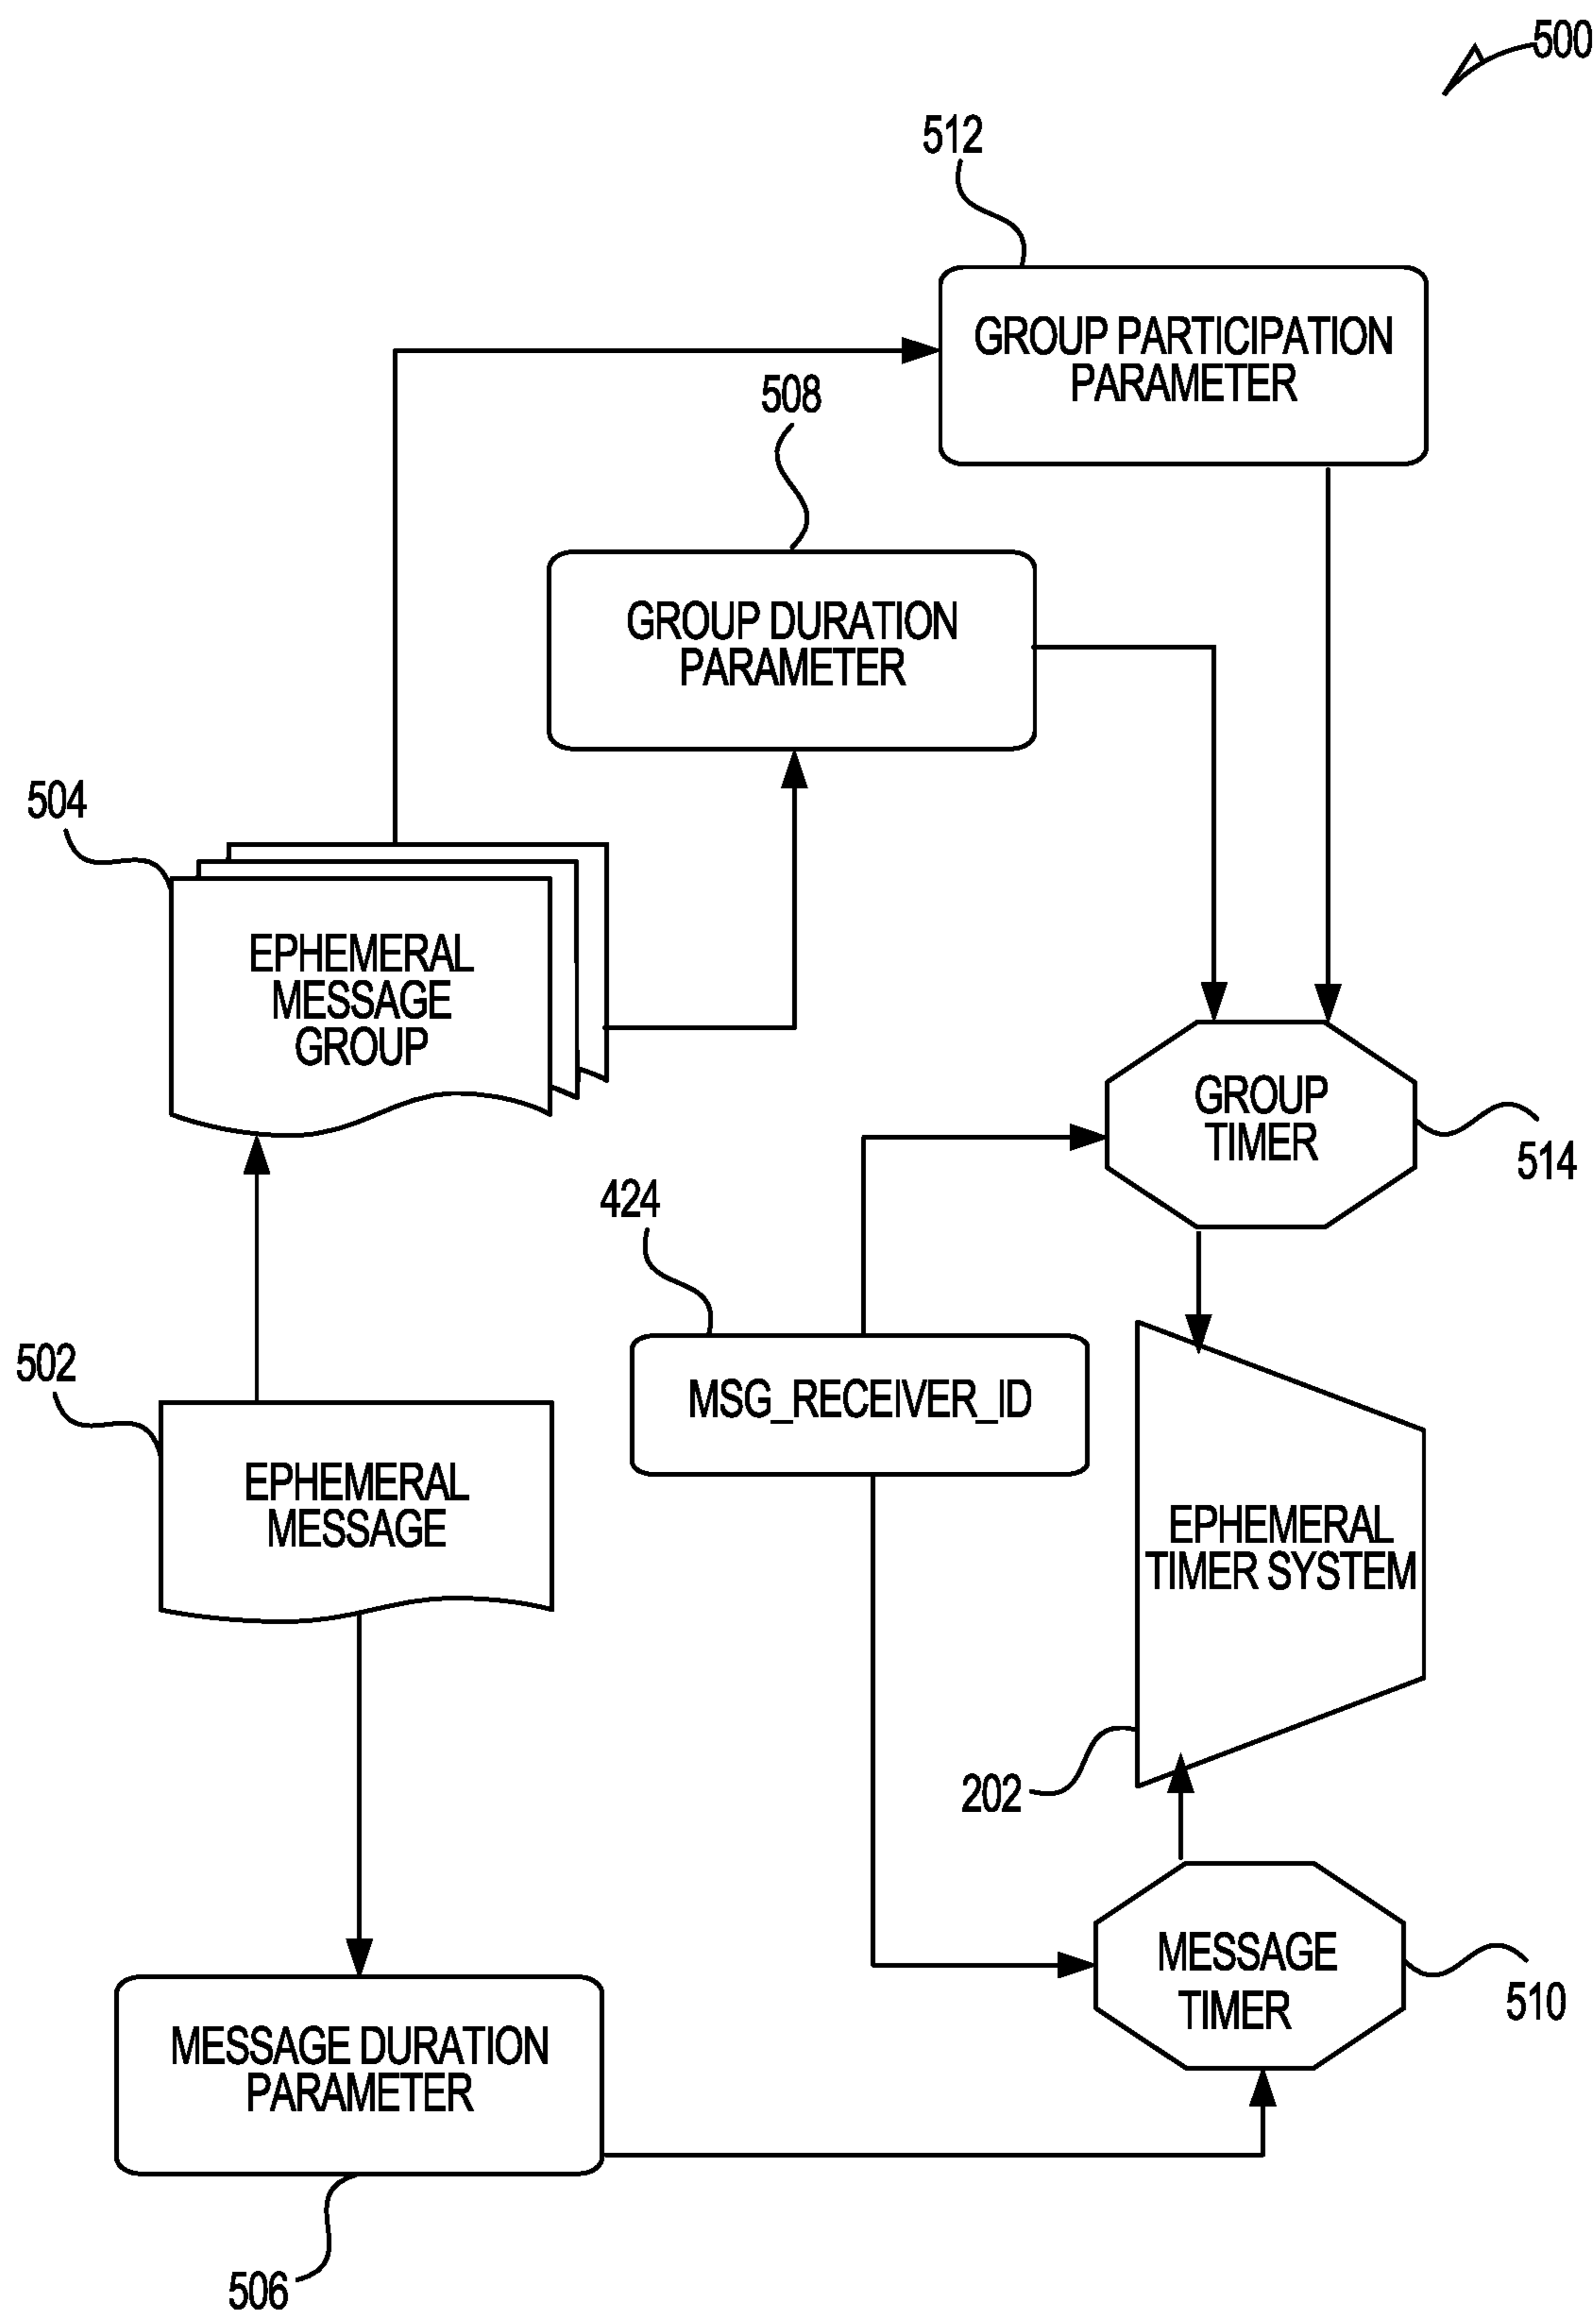 500
512
GROUP PARTICIPATION
PARAMETER
508
GROUP DURATION
PARAMETER
504
EPHEMERAL
MESSAGE
GROUP
GROUP
TIMER
514
424
MSG_RECEIVER_ID
502
EPHEMERAL
MESSAGE
EPHEMERAL
TIMER SYSTEM
202
MESSAGE
TIMER
510
MESSAGE DURATION
PARAMETER
506